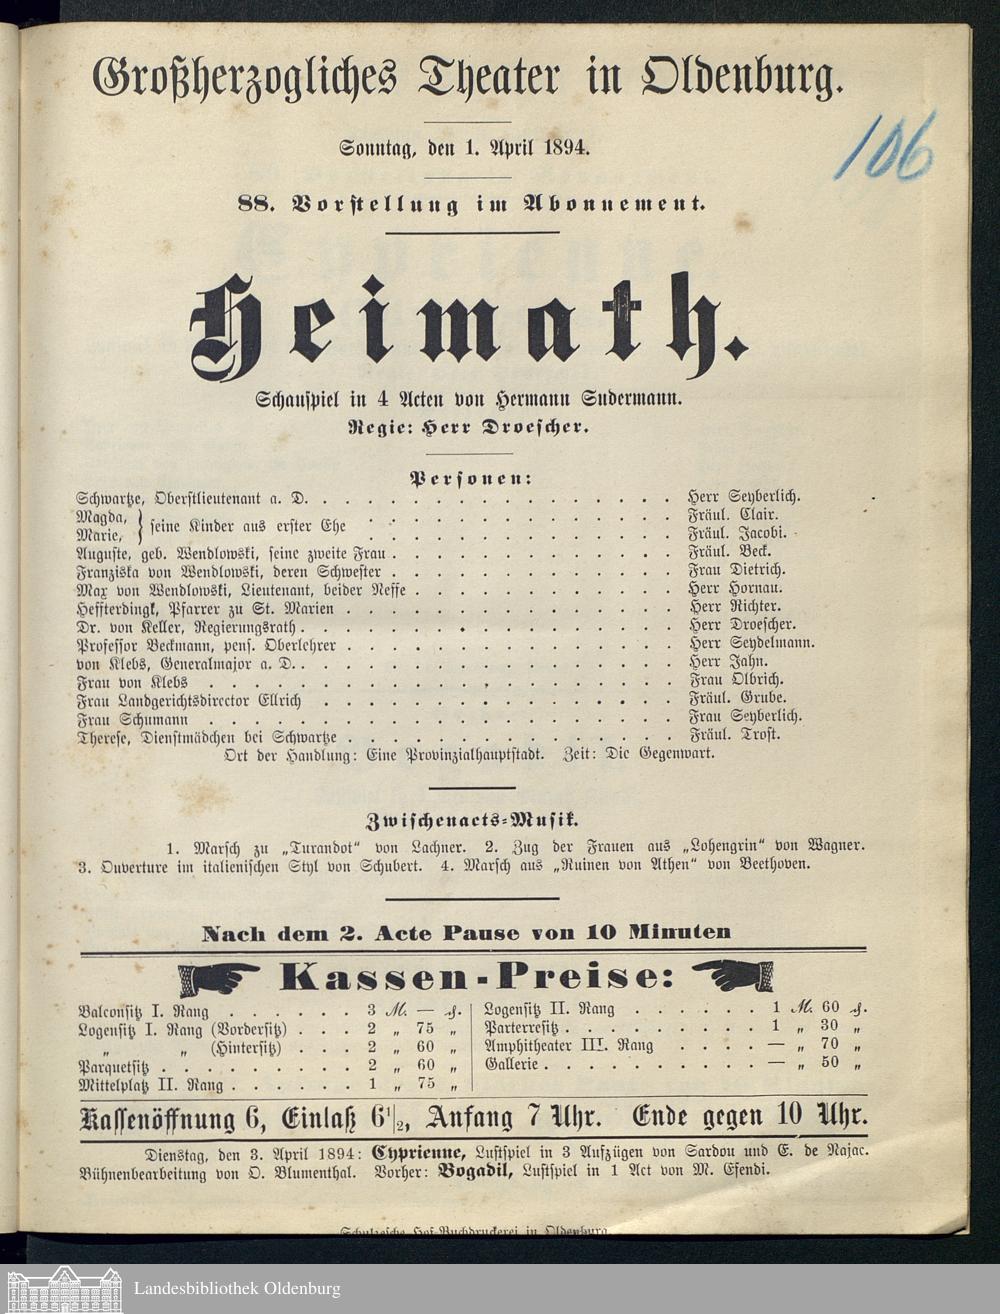 Großherzogliches Theater in Oldenburg.
106
Sonntag, den 1. April 1894.
88. Vorstellung im Abonnement.
Heimath.
Schauspiel in 4 Acten von Hermann Sudermann.
Regie: Herr Droescher.
Personen:
Schwartze, Oberstlieutenant a. D. . . . . . . . . . . . . . . . . Herr Seyberlich.
Magda, } seine Kinder aus erster Ehe . . . . . . . . . . . . . . Fräul. Clair.
Marie, . . . . . . . . . . . . . . Fräul. Jacobi.
Auguste, geb. Wendlowski, seine zweite Frau . . . . . . . . . . . . . Fräul. Beck.
Franziska von Wendlowski, deren Schwester . . . . . . . . . . . . . Frau Dietrich.
Max von Wendlowski, Lieutenant, beider Neffe . . . . . . . . . . . . Herr Hornau.
Heffterdingk, Pfarrer zu St. Marien . . . . . . . . . . . . . . . Herr Richter.
Dr. von Keller, Regierungsrath . . . . . . . . . . . . . . . . . Herr Droescher.
Professor Beckmann, pens. Oberlehrer . . . . . . . . . . . . . . . Herr Seydelmann.
von Klebs, Generalmajor a. D. . . . . . . . . . . . . . . . . . Herr Jahn.
Frau von Klebs . . . . . . . . . . . . . . . . . . . . Frau Olbrich.
Frau Landgerichtsdirector Ellrich . . . . . . . . . . . . . . . . Fräul. Grube.
Frau Schumann . . . . . . . . . . . . . . . . . . . . Frau Seyberlich.
Therese, Dienstmädchen bei Schwartze . . . . . . . . . . . . . . . Fräul. Trost.
Ort der Handlung: Eine Provinzialhauptstadt. Zeit: Die Gegenwart.
Zwischenacts-Musik.
1. Marsch zu „Turandot“ von Lachner. 2. Zug der Frauen aus „Lohengrin“ von Wagner.
3. Ouverture im italienischen Styl von Schubert. 4. Marsch aus „Ruinen von Athen“ von Beethoven.
Nach dem 2. Acte Pause von 10 Minuten
Kassen-Preise:
Balconsitz I. Rang . . . . . . 3 M. — ₰.
Logensitz I. Rang (Vordersitz) . . . 2 „ 75 „
„ „ (Hintersitz) . . . 2 „ 60 „
Parquetsitz . . . . . . . . . 2 „ 60 „
Mittelplatz II. Rang . . . . . . 1 „ 75 „
Logensitz II. Rang . . . . . . 1 M. 60 ₰.
Parterresitz . . . . . . . . . 1 „ 30 „
Amphitheater III. Rang . . . . — „ 70 „
Gallerie . . . . . . . . . . — „ 50 „
Kassenöffnung 6, Einlaß 6 1/2, Anfang 7 Uhr. Ende gegen 10 Uhr.
Dienstag, den 3. April 1894: Cyprienne, Lustspiel in 3 Aufzügen von Sardou und E. de Najac.
Bühnenbearbeitung von O. Blumenthal. Vorher: Bogadil, Lustspiel in 1 Act von M. Esendi.
Schulzesche Hof-Buchdruckerei in Oldenburg.
Landesbibliothek Oldenburg